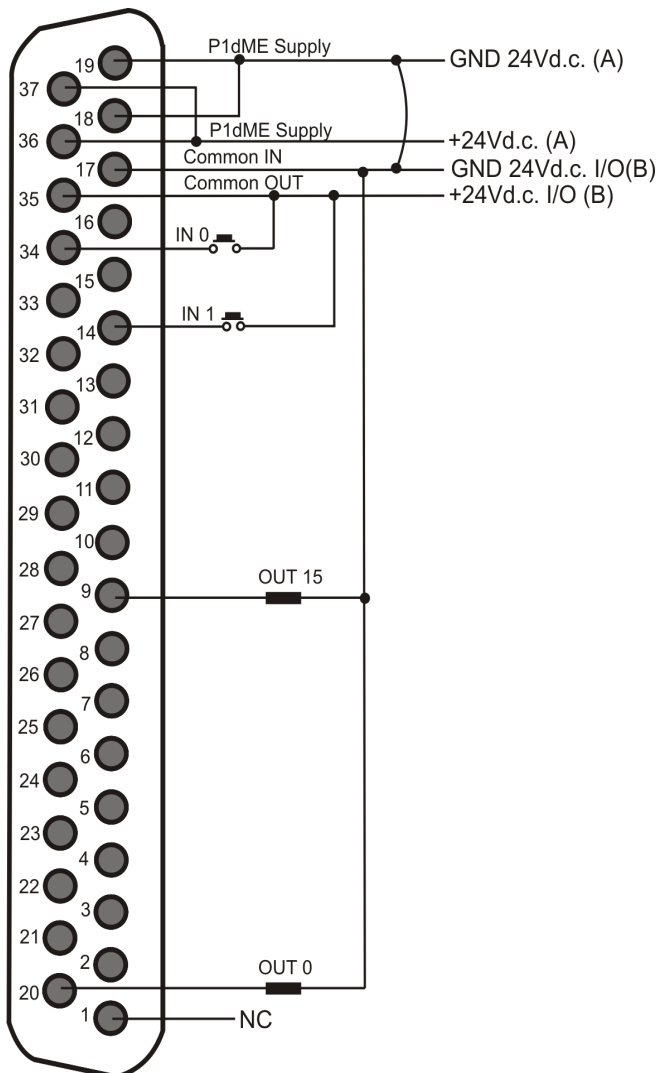 P1dME Supply
19
GND 24Vd.c. (A)
37
18
P1dME Supply
36
+24Vd.c. (A)
Common IN
17
GND 24Vd.c. I/O(B)
Common OUT
35
+24Vd.c. I/O (B)
16
IN 0
34
15
33
IN 1
14
32
13
31
12
30
11
29
10
28
OUT 15
9
27
8
26
7
25
6
24
5
23
4
22
3
21
2
OUT 0
20
1
NC